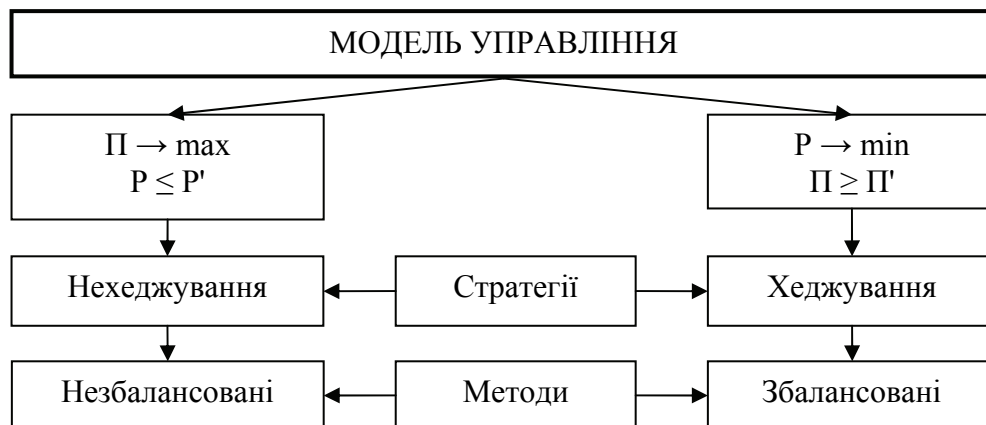 МОДЕЛЬ УПРАВЛІННЯ
П → max
Р ≤ Р'
Р → min
П ≥ П'
Нехеджування
Стратегії
Хеджування
Незбалансовані
Методи
Збалансовані